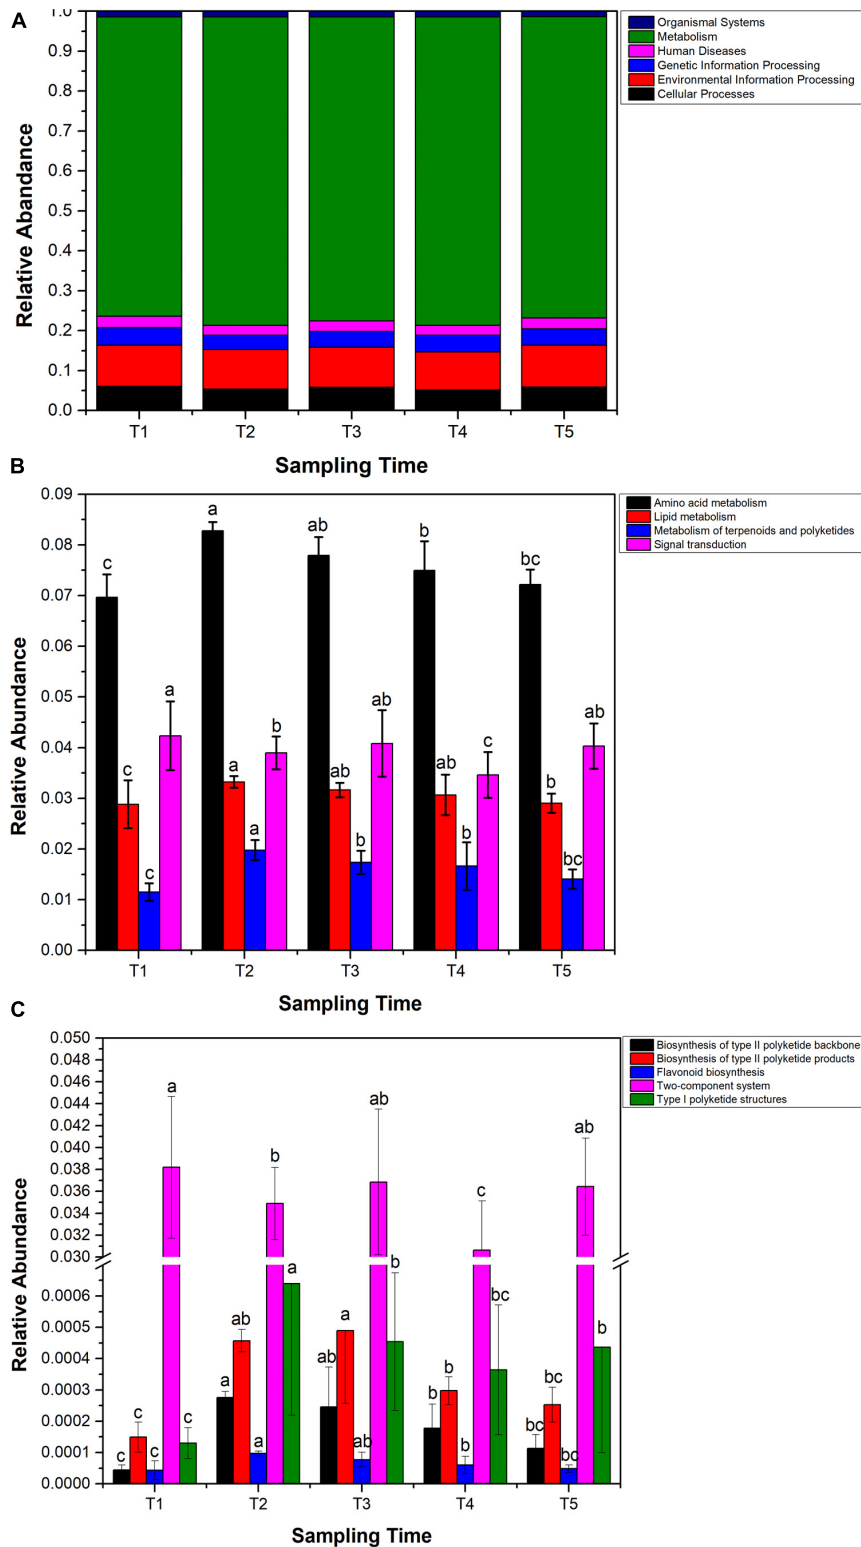 A
1.0
0.9
0.8
0.7
0.6
0.5
0.4
0.3
0.2
0.1
0.0
Relative Abandance
T1 T2 T3 T4 T5
Sampling Time
Organismal Systems
Metabolism
Human Diseases
Genetic Information Processing
Environmental Information Processing
Cellular Processes
B
0.09
0.08
0.07
0.06
0.05
0.04
0.03
0.02
0.01
0.00
Relative Abundance
c c c a
a a a b
ab ab b ab
b ab b c
bc b bc ab
T1 T2 T3 T4 T5
Sampling Time
Amino acid metabolism
Lipid metabolism
Metabolism of terpenoids and polyketides
Signal transduction
C
0.050
0.048
0.046
0.044
0.042
0.040
0.038
0.036
0.034
0.032
0.030
0.0006
0.0005
0.0004
0.0003
0.0002
0.0001
0.0000
Relative Abundance
c c c a c
a ab a b a
ab a ab ab b
b b b c bc
bc bc bc ab b
T1 T2 T3 T4 T5
Sampling Time
Biosynthesis of type II polyketide backbone
Biosynthesis of type II polyketide products
Flavonoid biosynthesis
Two-component system
Type I polyketide structures